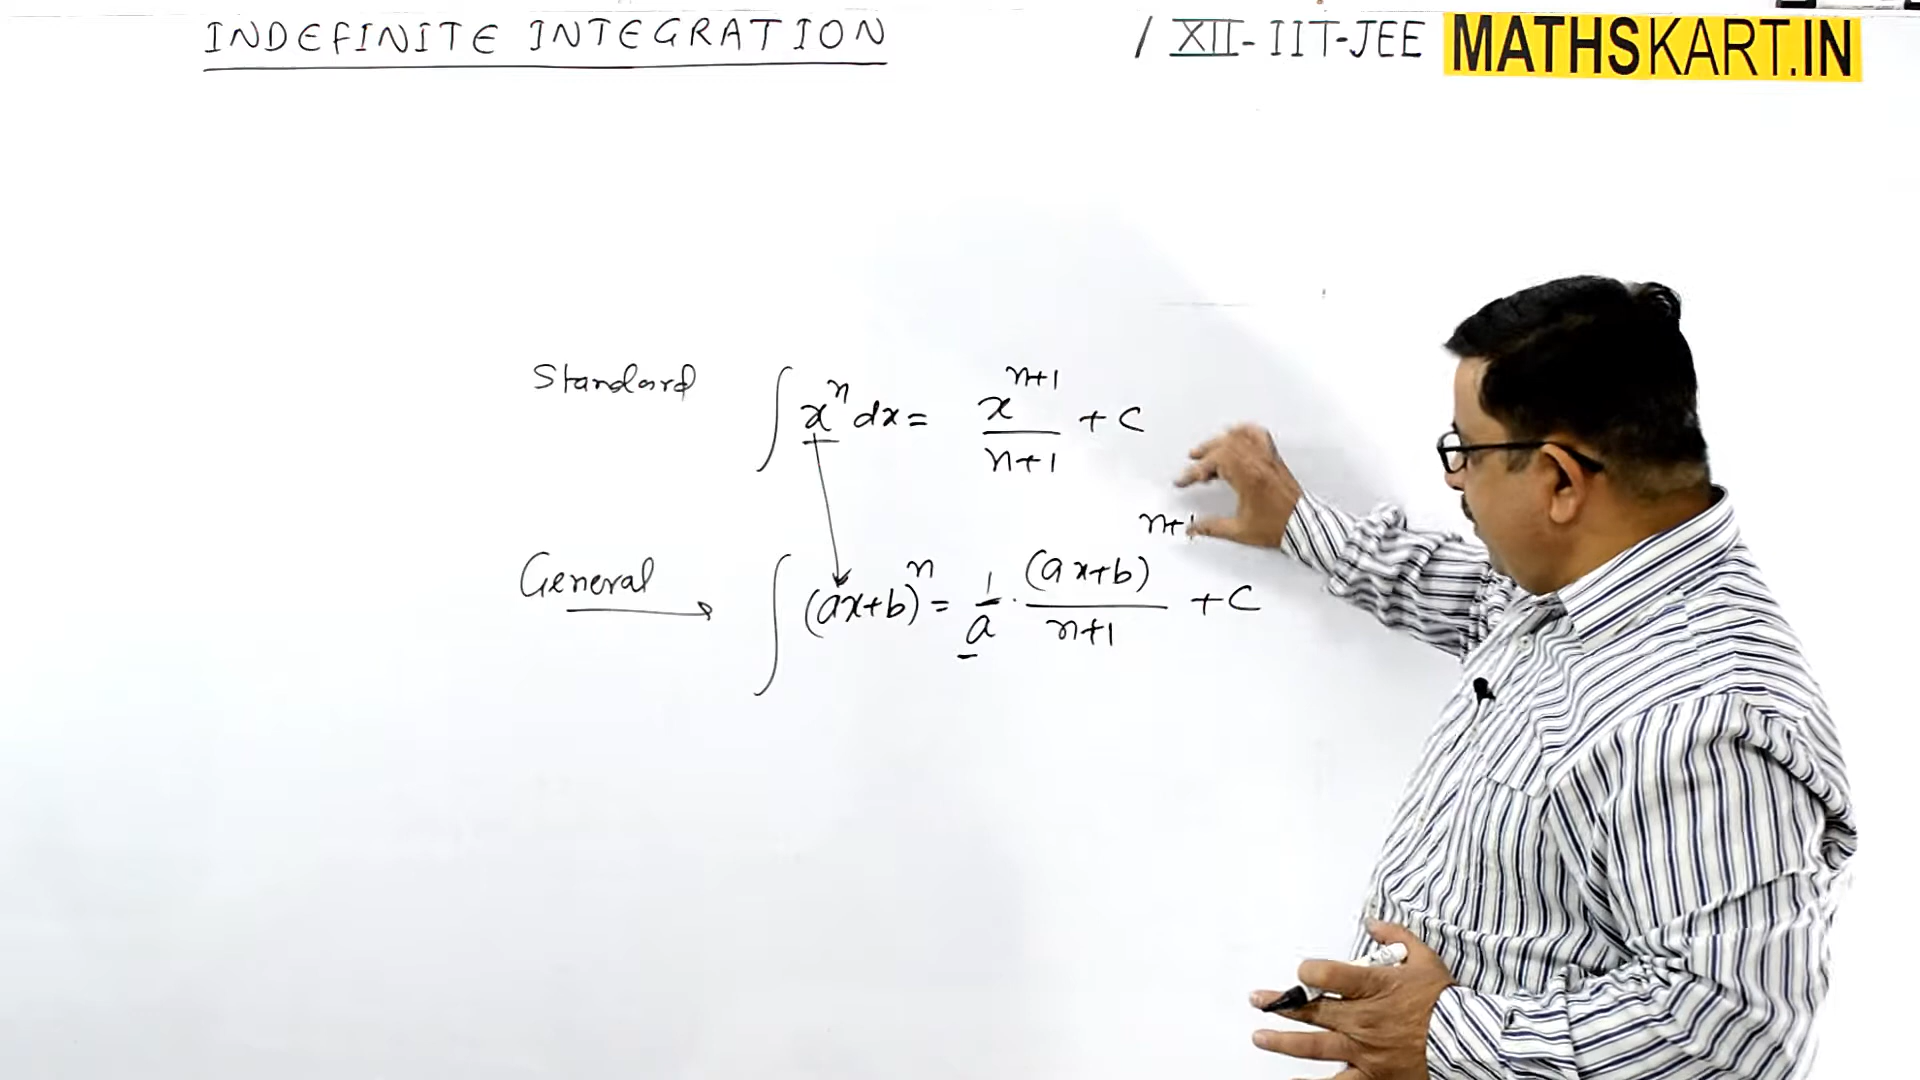 INDEFINITE INTEGRATION / XII-IIT-JEE MATHSKART.IN
Standard ∫ xⁿ dx = xⁿ⁺¹/n+1 + C
General → ∫ (ax+b)ⁿ = 1/a · (ax+b)ⁿ⁺¹/n+1 + C